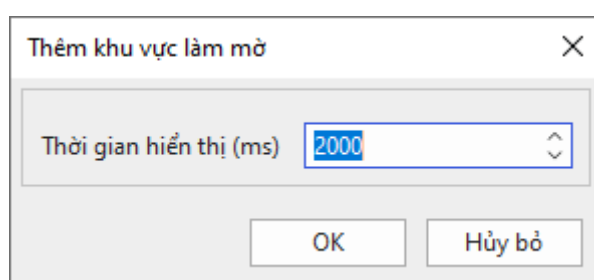 Thêm khu vực làm mờ
Thời gian hiển thị (ms) 2000
OK Hủy bỏ